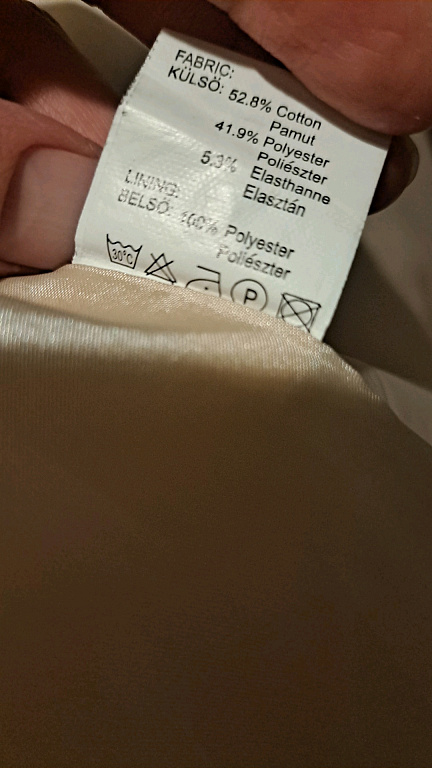 FABRIC:
KÜLSŐ: 52.8% Cotton
Pamut
41.9% Polyester
Poliészter
5.3% Elasthanne
Elasztán
LINING:
BELSŐ: 100% Polyester
Poliészter
30°C
P